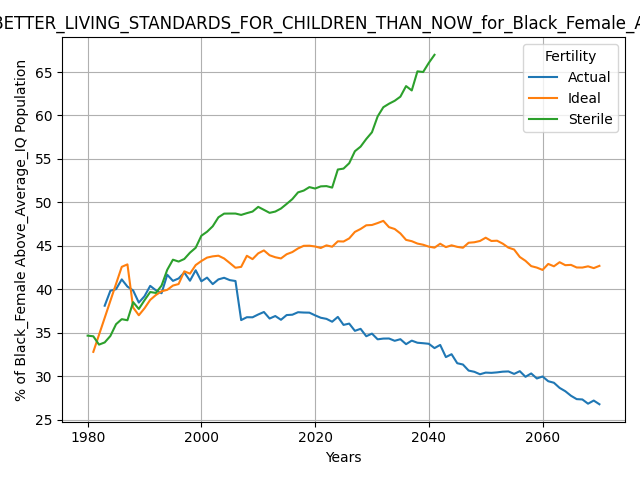 BETTER_LIVING_STANDARDS_FOR_CHILDREN_THAN_NOW_for_Black_Female_A
% of Black_Female Above_Average_IQ Population
65
60
55
50
45
40
35
30
25
1980
2000
2020
2040
2060
Years
Fertility
Actual
Ideal
Sterile